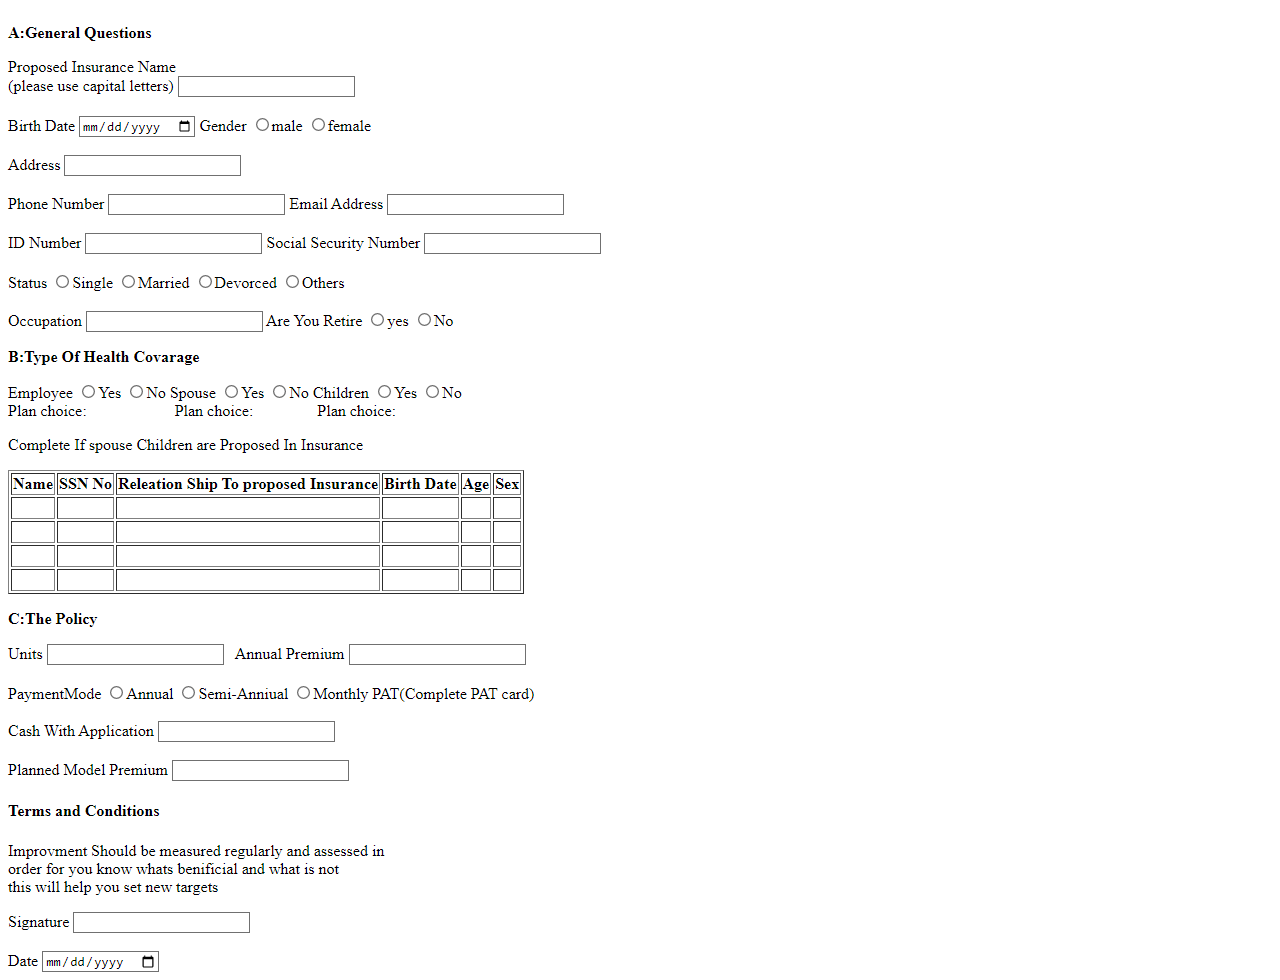 A:General Questions
Proposed Insurance Name
(please use capital letters)
Birth Date mm/dd/yyyy Gender male female
Address
Phone Number Email Address
ID Number Social Security Number
Status Single Married Devorced Others
Occupation Are You Retire yes No
B:Type Of Health Covarage
Employee Yes No Spouse Yes No Children Yes No
Plan choice: Plan choice: Plan choice:
Complete If spouse Children are Proposed In Insurance
Name SSN No Releation Ship To proposed Insurance Birth Date Age Sex
C:The Policy
Units Annual Premium
PaymentMode Annual Semi-Anniual Monthly PAT(Complete PAT card)
Cash With Application
Planned Model Premium
Terms and Conditions
Improvment Should be measured regularly and assessed in
order for you know whats benificial and what is not
this will help you set new targets
Signature
Date mm/dd/yyyy